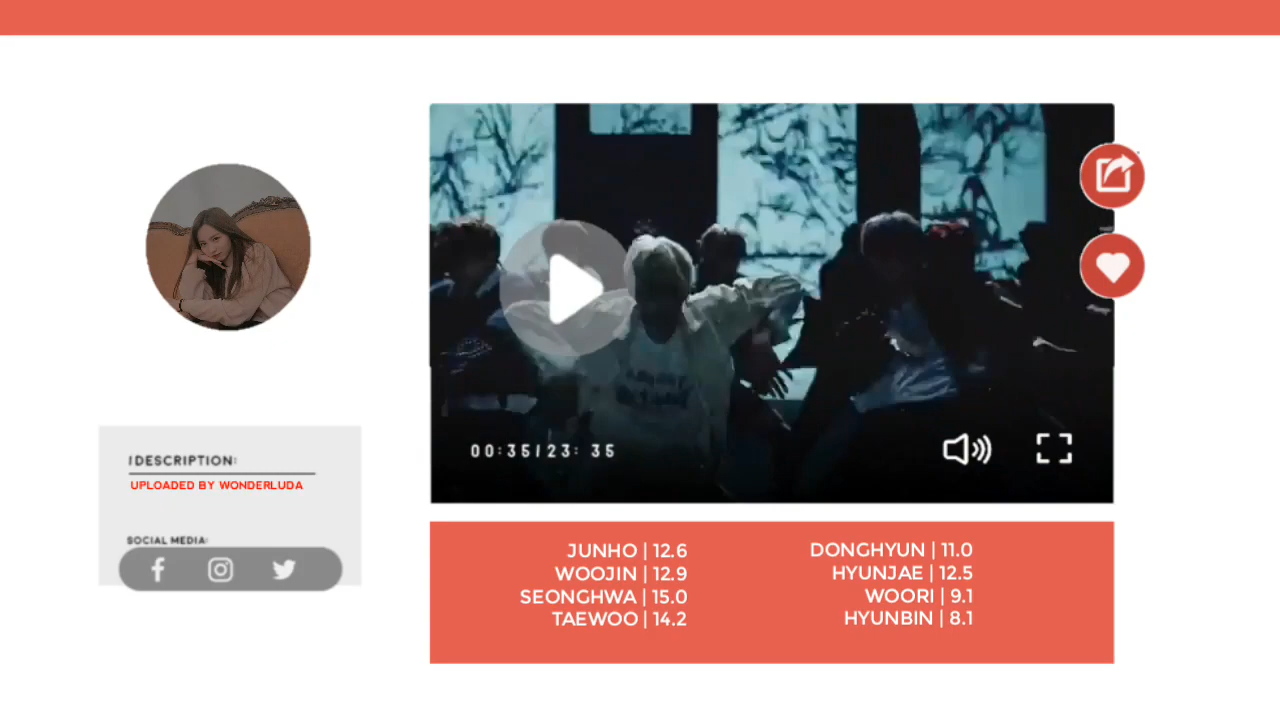 00:35/23: 35
|DESCRIPTION:
UPLOADED BY WONDERLUDA
SOCIAL MEDIA:
JUNHO | 12.6
WOOJIN | 12.9
SEONGHWA | 15.0
TAEWOO | 14.2
DONGHYUN | 11.0
HYUNJAE | 12.5
WOORI | 9.1
HYUNBIN | 8.1